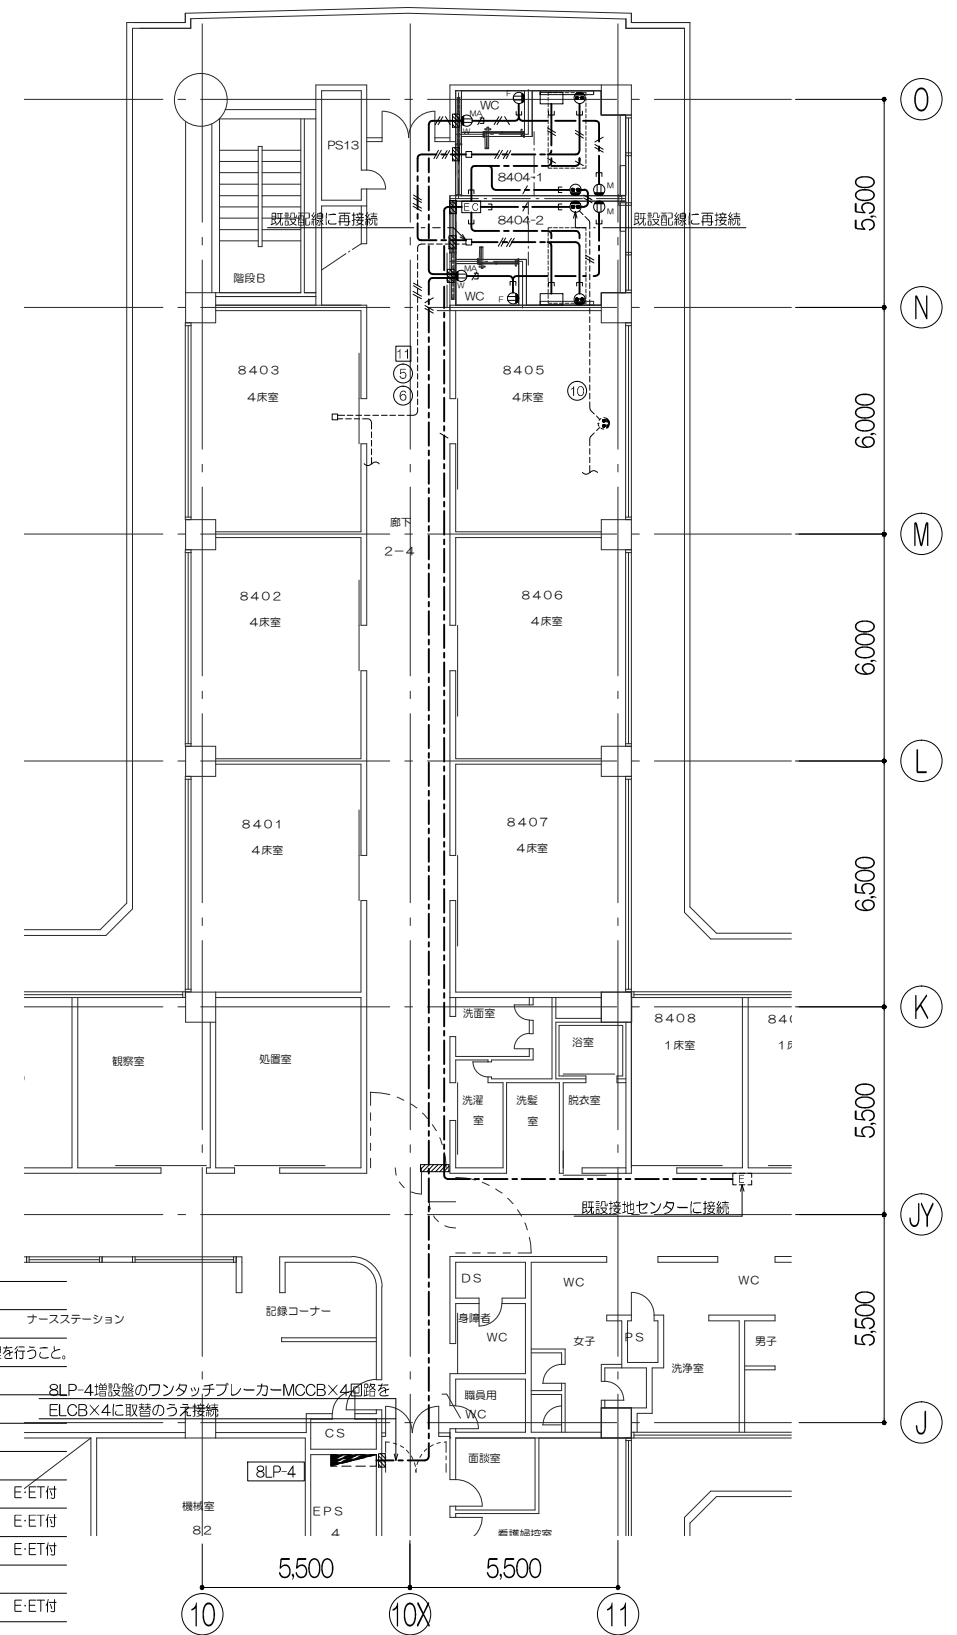 O
F
WC
MA
W
PS13
8404-1
M
5,500
EC
M
既設配線に再接続
8404-2
既設配線に再接続
MA
階段B
W
WC
F
N
11
8403
8405
5
10
4床室
4床室
6
6,000
廊下
M
2-4
8402
8406
4床室
4床室
6,000
L
8401
8407
4床室
4床室
6,500
K
洗面室
8408
浴室
1床室
観察室
処置室
洗濯
室
洗髪
室
脱衣室
5,500
E
既設接地センターに接続
JY
DS
WC
WC
ナースステーション
記録コーナー
身障者
WC
女子
PS
男子
5,500
を行うこと。
洗浄室
8LP-4増設盤のワンタッチブレーカーMCCB×4回路を
ELCB×4に取替のうえ接続
職員用
WC
J
CS
8LP-4
面談室
E・ET付
機械室
82
EPS
4
E・ET付
看護婦控室
E・ET付
5,500
5,500
E・ET付
10
10X
11